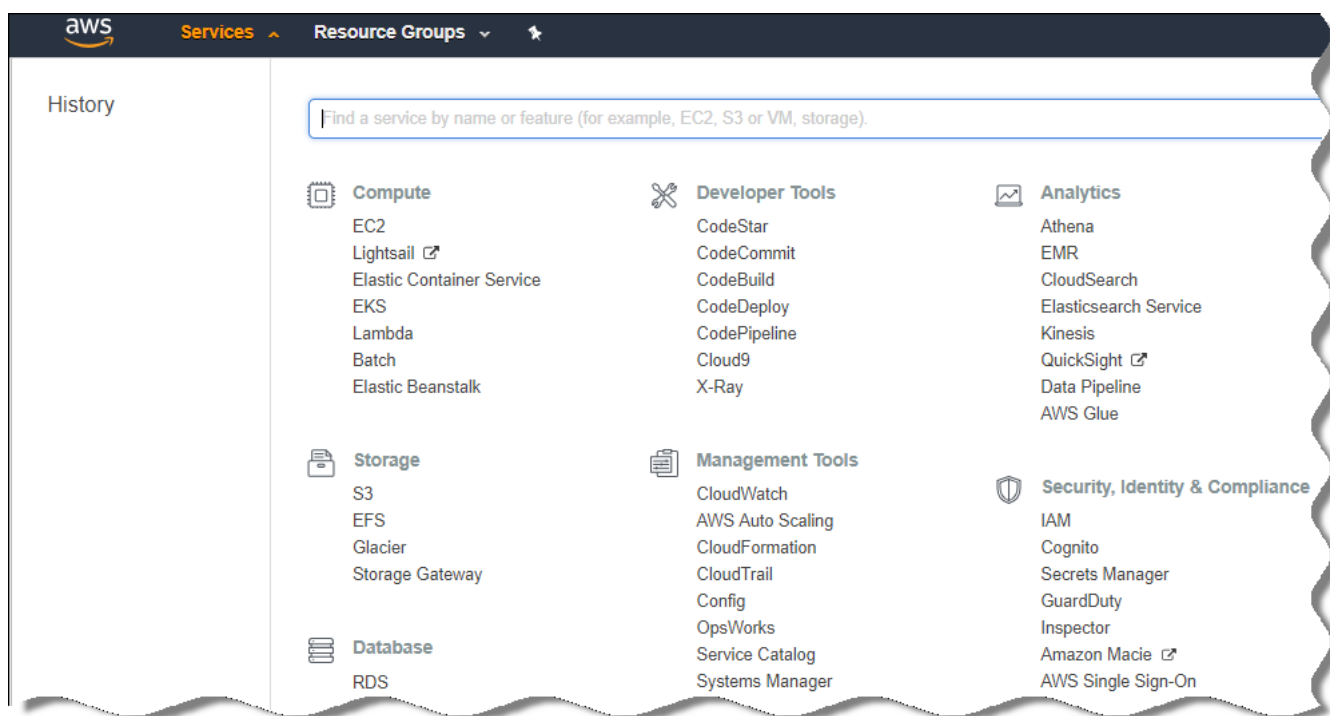 aws
Services
Resource Groups
History
Find a service by name or feature (for example, EC2, S3 or VM, storage).
Compute
EC2
Lightsail
Elastic Container Service
EKS
Lambda
Batch
Elastic Beanstalk
Storage
S3
EFS
Glacier
Storage Gateway
Database
RDS
Developer Tools
CodeStar
CodeCommit
CodeBuild
CodeDeploy
CodePipeline
Cloud9
X-Ray
Management Tools
CloudWatch
AWS Auto Scaling
CloudFormation
CloudTrail
Config
OpsWorks
Service Catalog
Systems Manager
Analytics
Athena
EMR
CloudSearch
Elasticsearch Service
Kinesis
QuickSight
Data Pipeline
AWS Glue
Security, Identity & Compliance
IAM
Cognito
Secrets Manager
GuardDuty
Inspector
Amazon Macie
AWS Single Sign-On